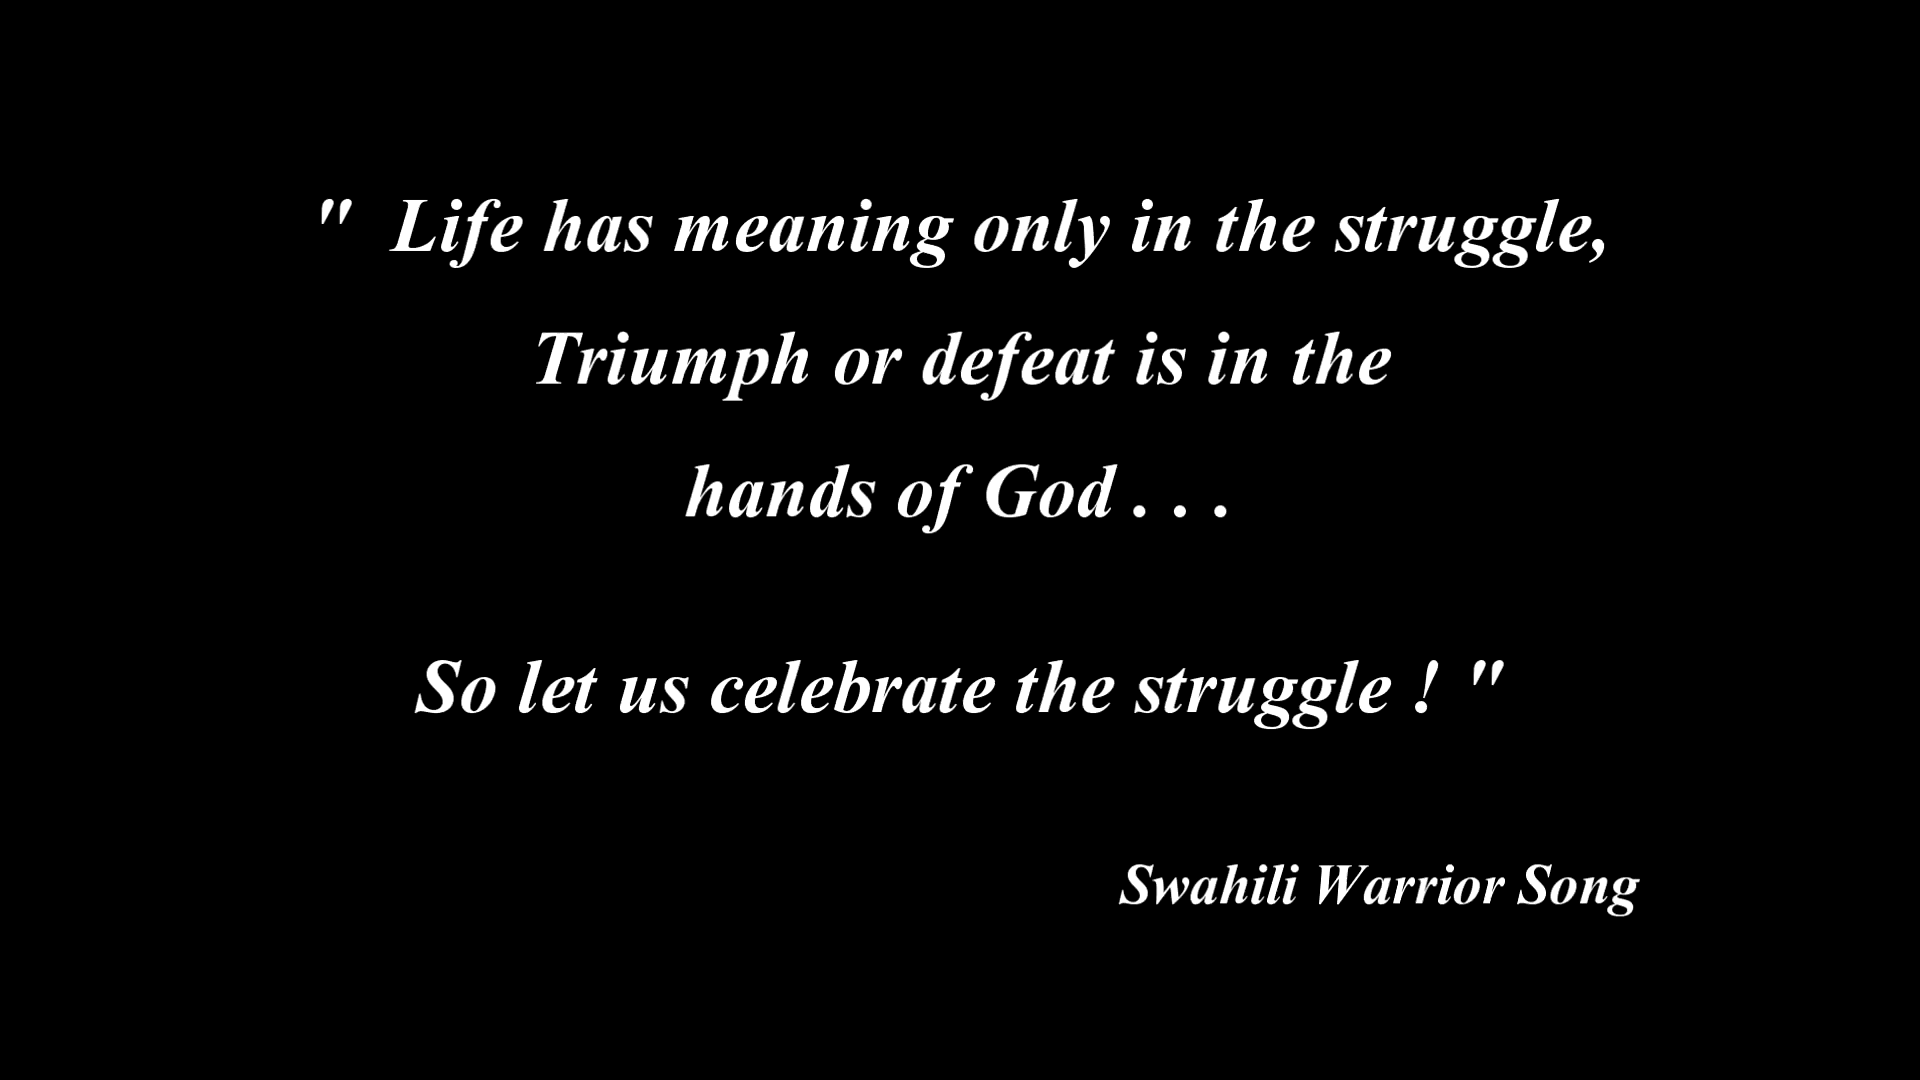 "  Life has meaning only in the struggle,
Triumph or defeat is in the
hands of God . . .
So let us celebrate the struggle ! "
Swahili Warrior Song